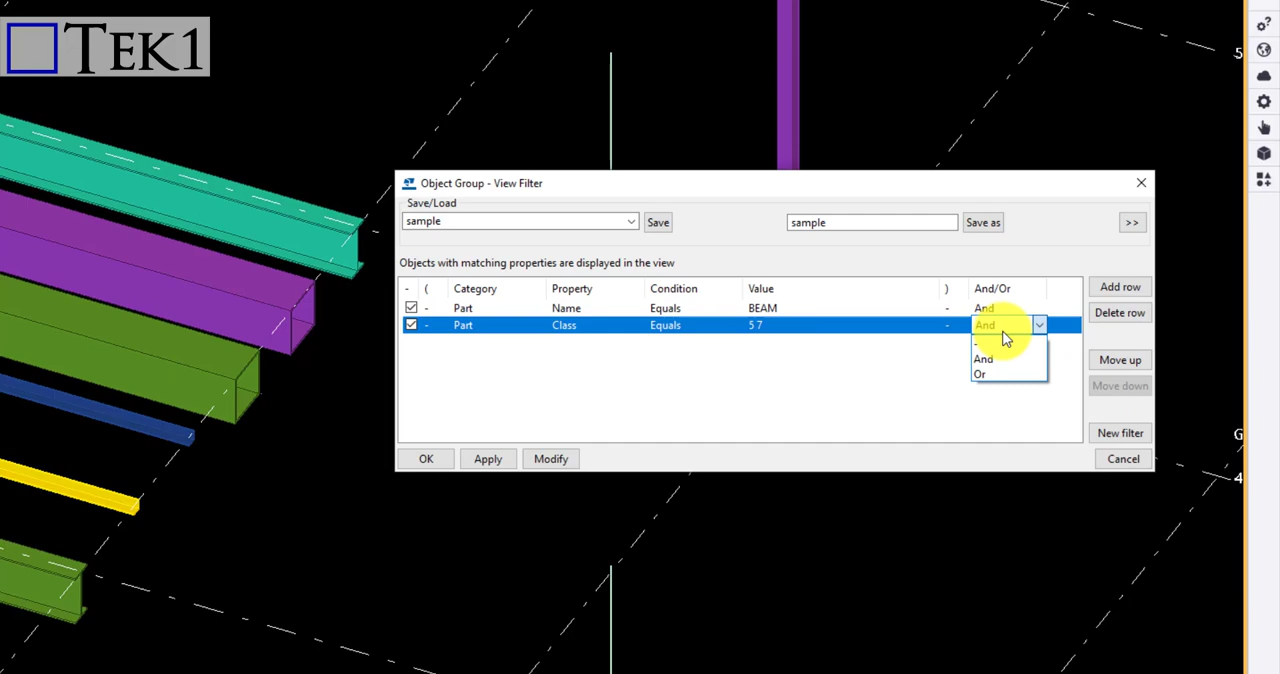 TEK1
5
Object Group - View Filter
Save/Load
sample Save sample Save as >>
Objects with matching properties are displayed in the view
- ( Category Property Condition Value ) And/Or Add row
- Part Name Equals BEAM - And
- Part Class Equals 5 7 - And
Delete row
-
And
Or
Move up
Move down
New filter
OK Apply Modify Cancel
G
4